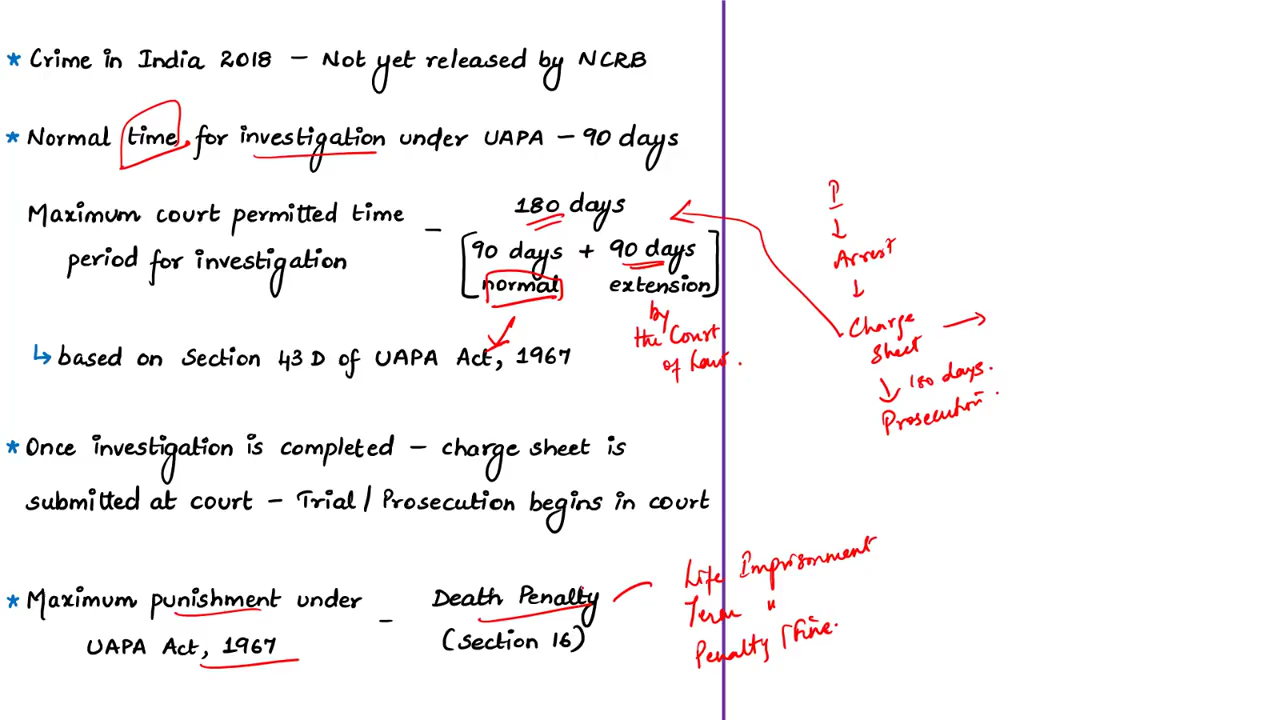 * Crime in India 2018 - Not yet released by NCRB
* Normal time for investigation under UAPA - 90 days
Maximum court permitted time period for investigation - 180 days
[90 days normal + 90 days extension]
by
the Court
of Law.
↳ based on Section 43 D of UAPA Act, 1967
* Once investigation is completed - charge sheet is
submitted at court - Trial / Prosecution begins in court
* Maximum punishment under
UAPA Act, 1967 - Death Penalty
(Section 16)
Life Imprisonment
Term "
Penalty / Fine.
P
↓
Arrest
↓
Charge
Sheet →
↓ 180 days.
Prosecution.